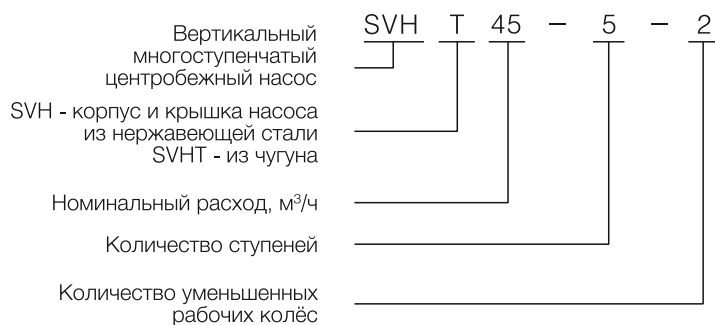 SVH T 45 - 5 - 2
Вертикальный
многоступенчатый
центробежный насос
SVH - корпус и крышка насоса
из нержавеющей стали
SVHT - из чугуна
Номинальный расход, м³/ч
Количество ступеней
Количество уменьшенных
рабочих колёс